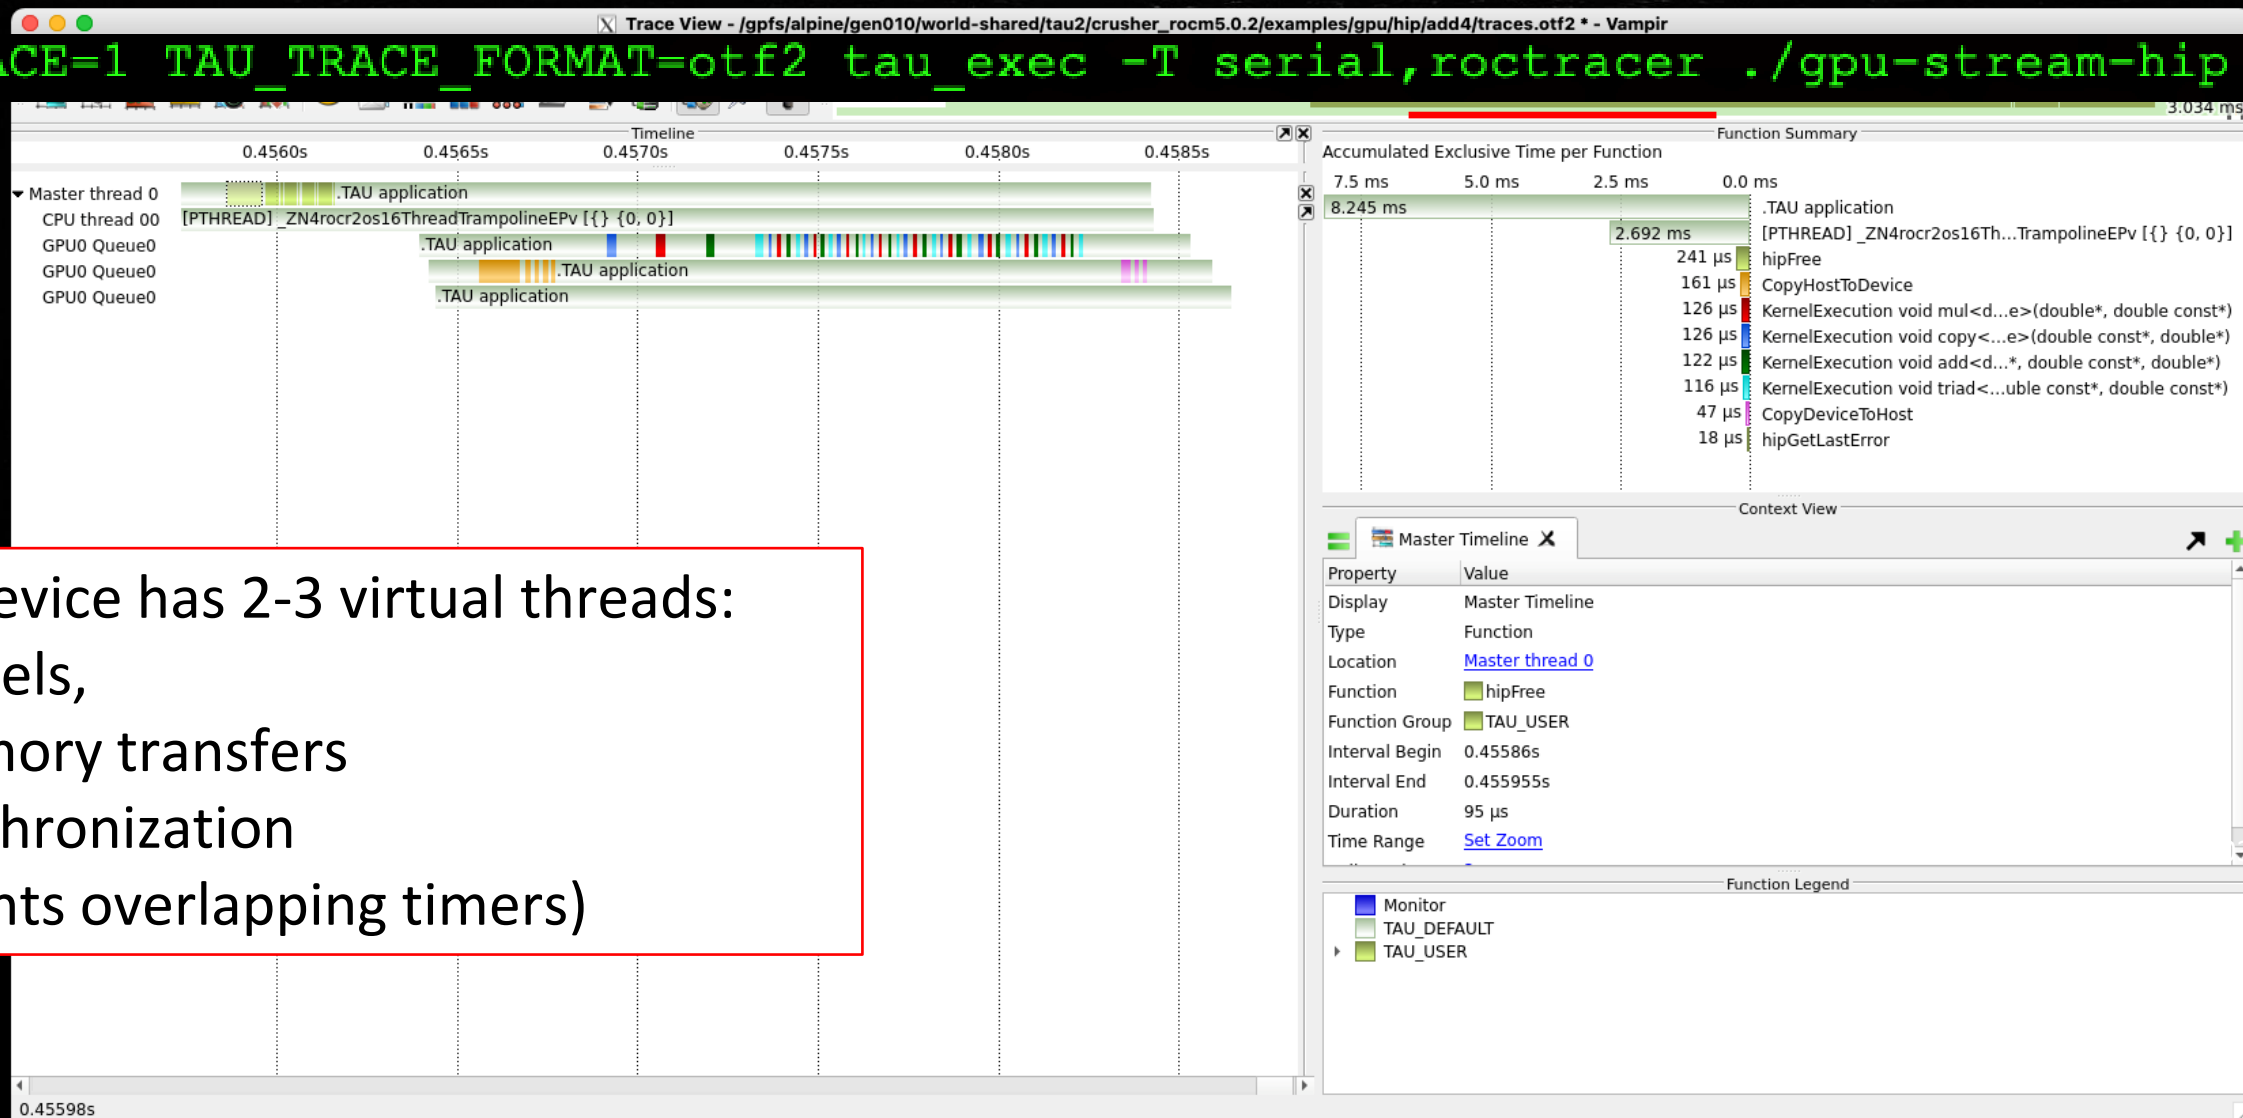 Trace View - /gpfs/alpine/gen010/world-shared/tau2/crusher_rocm5.0.2/examples/gpu/hip/add4/traces.otf2 * - Vampir
ACE=1 TAU_TRACE_FORMAT=otf2 tau_exec -T serial,roctracer ./gpu-stream-hip
3.034 ms
Timeline
0.4560s 0.4565s 0.4570s 0.4575s 0.4580s 0.4585s
Master thread 0 .TAU application
CPU thread 00 [PTHREAD] _ZN4rocr2os16ThreadTrampolineEPv [{} {0, 0}]
GPU0 Queue0 .TAU application
GPU0 Queue0 .TAU application
GPU0 Queue0 .TAU application
evice has 2-3 virtual threads:
els,
nory transfers
hronization
nts overlapping timers)
0.45598s
Function Summary
Accumulated Exclusive Time per Function
7.5 ms 5.0 ms 2.5 ms 0.0 ms
8.245 ms .TAU application
2.692 ms [PTHREAD] _ZN4rocr2os16Th...TrampolineEPv [{} {0, 0}]
241 µs hipFree
161 µs CopyHostToDevice
126 µs KernelExecution void mul<d...e>(double*, double const*)
126 µs KernelExecution void copy<...e>(double const*, double*)
122 µs KernelExecution void add<d...*, double const*, double*)
116 µs KernelExecution void triad<...uble const*, double const*)
47 µs CopyDeviceToHost
18 µs hipGetLastError
Context View
Master Timeline
Property Value
Display Master Timeline
Type Function
Location Master thread 0
Function hipFree
Function Group TAU_USER
Interval Begin 0.45586s
Interval End 0.455955s
Duration 95 µs
Time Range Set Zoom
Function Legend
Monitor
TAU_DEFAULT
TAU_USER